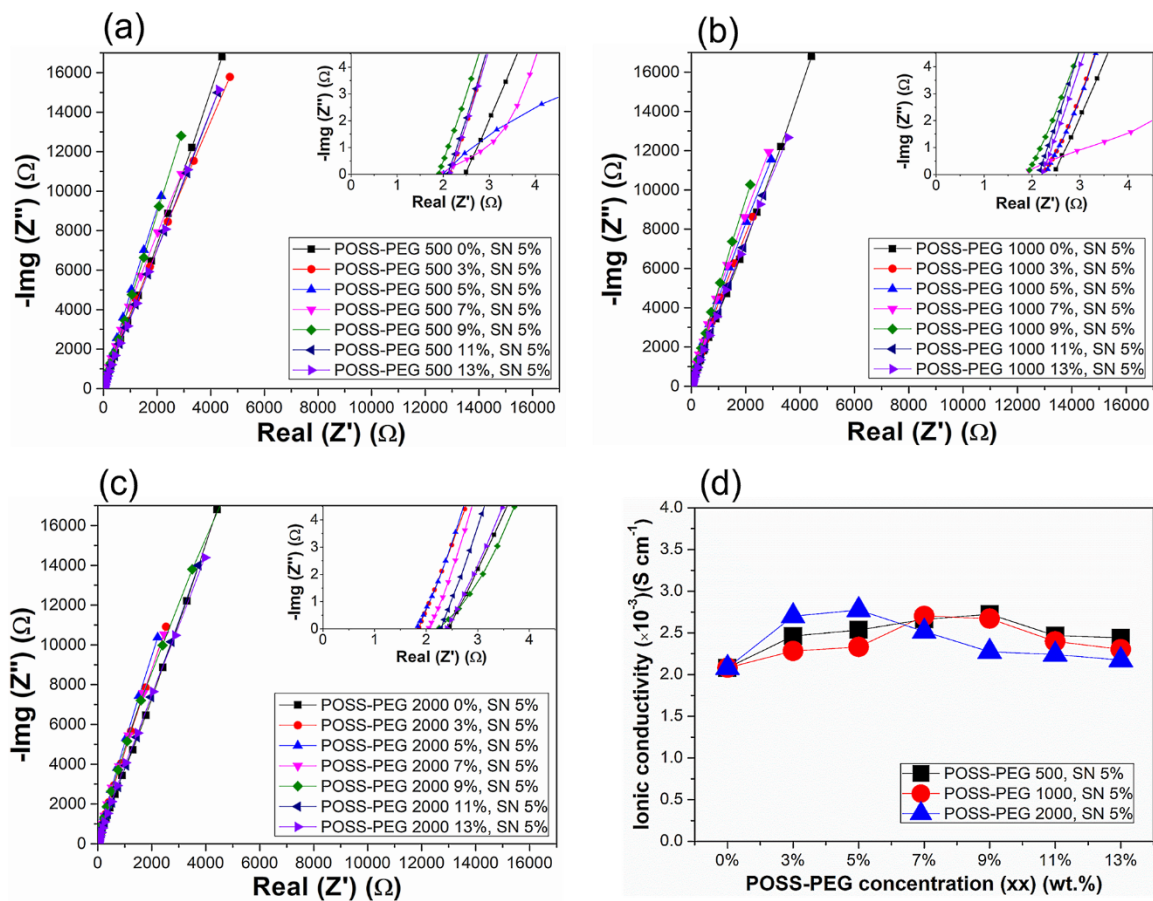 (a)
-Img (Z'') (Ω)
16000
14000
12000
10000
8000
6000
4000
2000
0
0 2000 4000 6000 8000 10000 12000 14000 16000
Real (Z') (Ω)
-Img (Z'') (Ω)
4
3
2
1
0
0 1 2 3 4
Real (Z') (Ω)
POSS-PEG 500 0%, SN 5%
POSS-PEG 500 3%, SN 5%
POSS-PEG 500 5%, SN 5%
POSS-PEG 500 7%, SN 5%
POSS-PEG 500 9%, SN 5%
POSS-PEG 500 11%, SN 5%
POSS-PEG 500 13%, SN 5%
(b)
-Img (Z'') (Ω)
16000
14000
12000
10000
8000
6000
4000
2000
0
0 2000 4000 6000 8000 10000 12000 14000 16000
Real (Z') (Ω)
-Img (Z'') (Ω)
4
3
2
1
0
0 1 2 3 4
Real (Z') (Ω)
POSS-PEG 1000 0%, SN 5%
POSS-PEG 1000 3%, SN 5%
POSS-PEG 1000 5%, SN 5%
POSS-PEG 1000 7%, SN 5%
POSS-PEG 1000 9%, SN 5%
POSS-PEG 1000 11%, SN 5%
POSS-PEG 1000 13%, SN 5%
(c)
-Img (Z'') (Ω)
16000
14000
12000
10000
8000
6000
4000
2000
0
0 2000 4000 6000 8000 10000 12000 14000 16000
Real (Z') (Ω)
-Img (Z'') (Ω)
4
3
2
1
0
0 1 2 3 4
Real (Z') (Ω)
POSS-PEG 2000 0%, SN 5%
POSS-PEG 2000 3%, SN 5%
POSS-PEG 2000 5%, SN 5%
POSS-PEG 2000 7%, SN 5%
POSS-PEG 2000 9%, SN 5%
POSS-PEG 2000 11%, SN 5%
POSS-PEG 2000 13%, SN 5%
(d)
Ionic conductivity (×10⁻³)(S cm⁻¹)
4.0
3.5
3.0
2.5
2.0
1.5
1.0
0.5
0.0
POSS-PEG 500, SN 5%
POSS-PEG 1000, SN 5%
POSS-PEG 2000, SN 5%
0% 3% 5% 7% 9% 11% 13%
POSS-PEG concentration (xx) (wt.%)